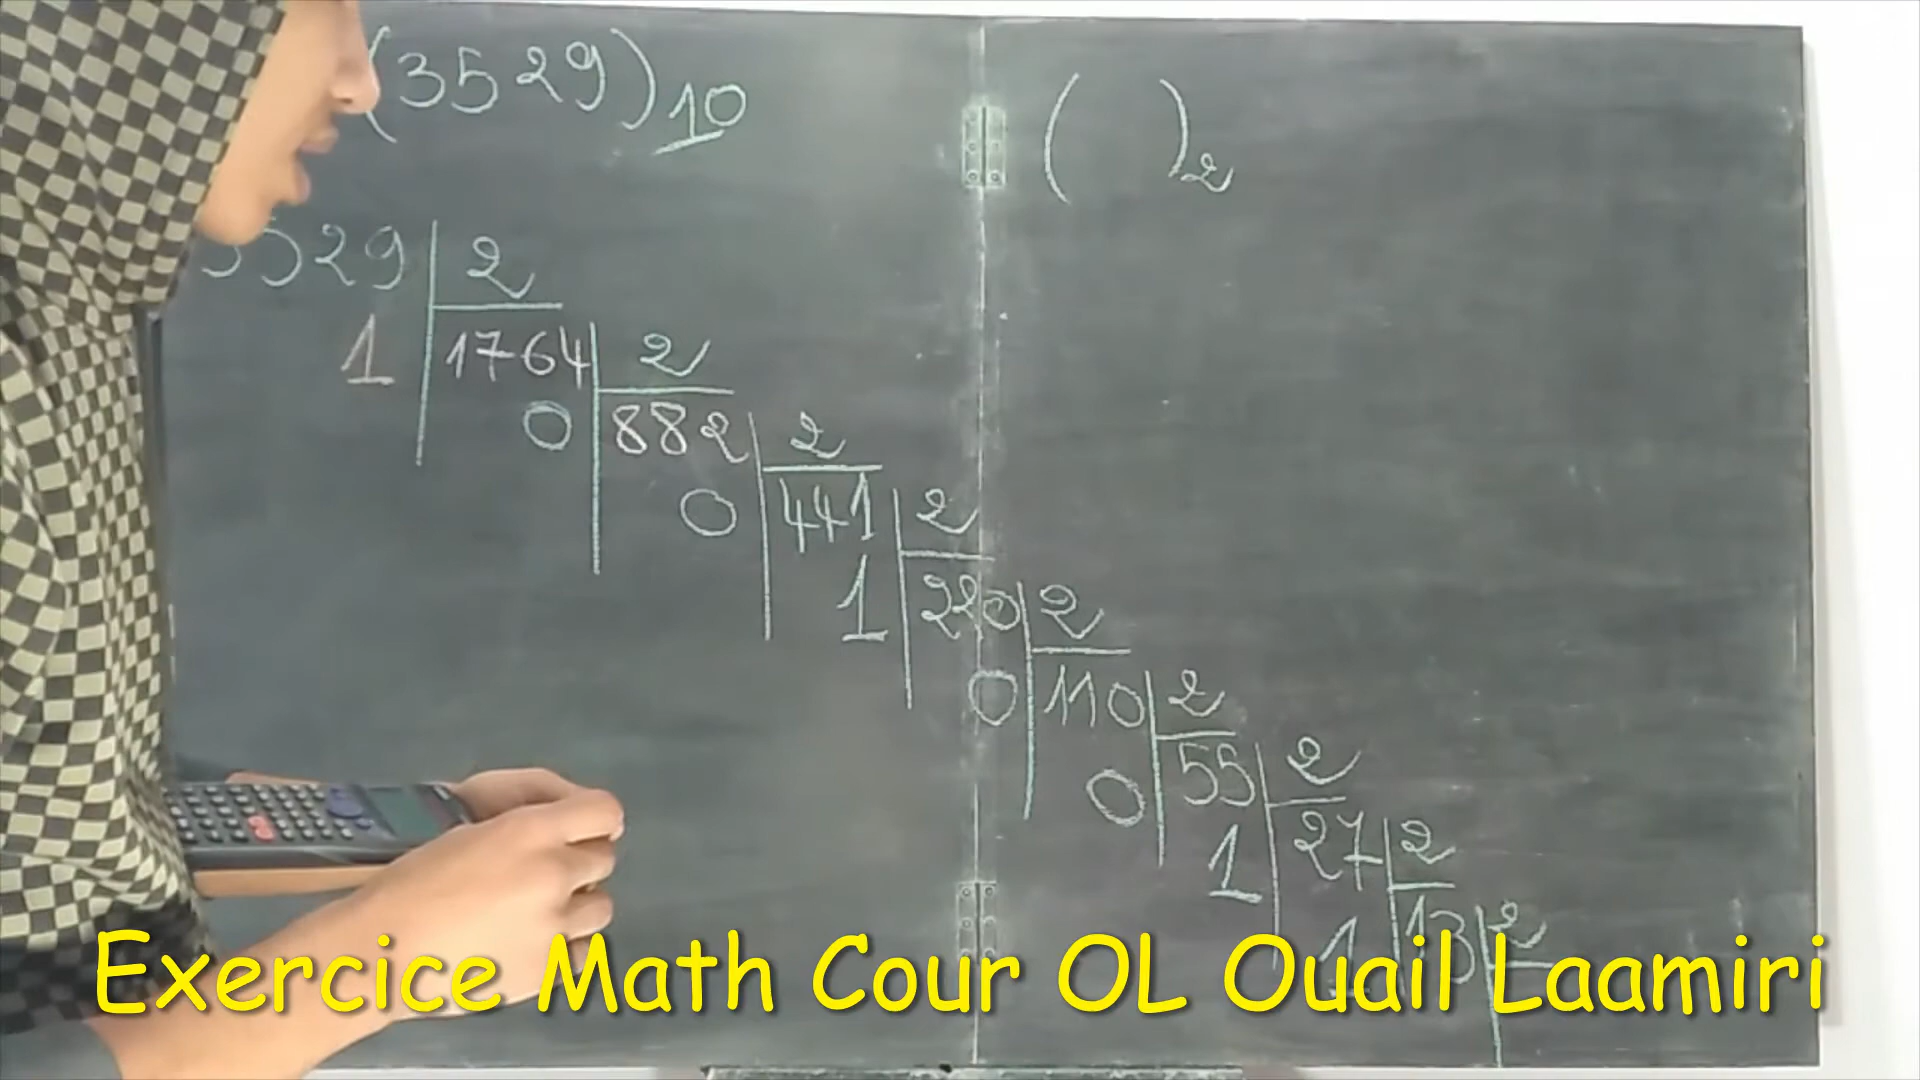 (3529)10 ( )2
3529 2
1 1764 2
0 882 2
0 441 2
1 220 2
0 110 2
0 55 2
1 27 2
1 13 2
Exercice Math Cour OL Ouail Laamiri